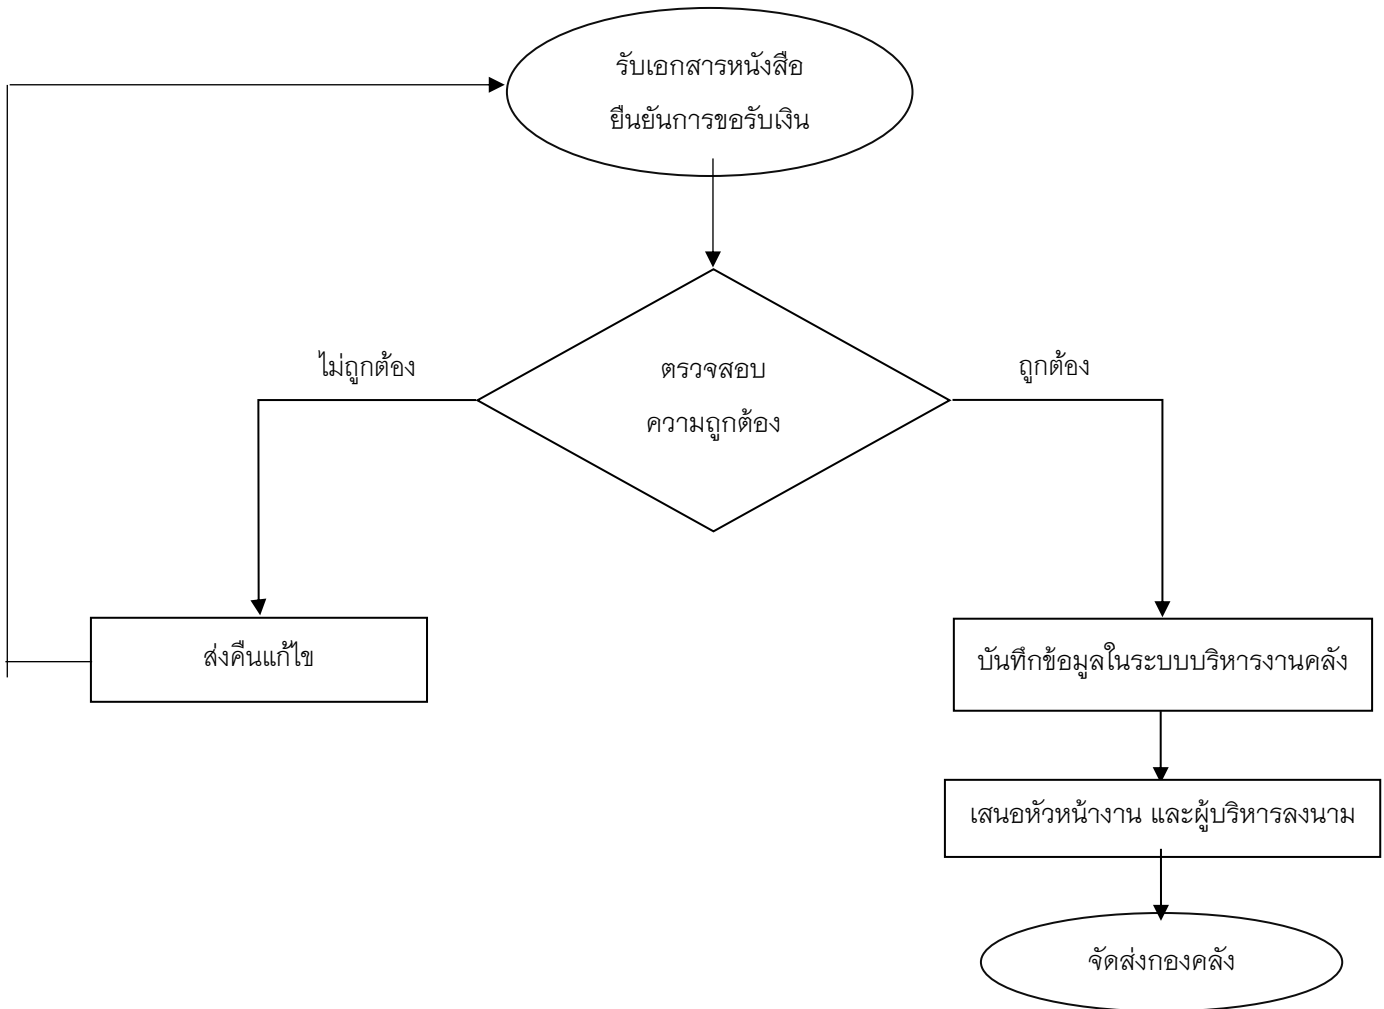 รับเอกสารหนังสือ
ยืนยันการขอรับเงิน
ไม่ถูกต้อง
ตรวจสอบ
ความถูกต้อง
ถูกต้อง
ส่งคืนแก้ไข
บันทึกข้อมูลในระบบบริหารงานคลัง
เสนอหัวหน้างาน และผู้บริหารลงนาม
จัดส่งกองคลัง